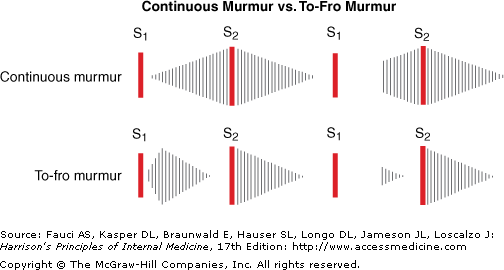 Continuous Murmur vs. To-Fro Murmur
S1 S2 S1 S2
Continuous murmur
S1 S2 S1 S2
To-fro murmur
Source: Fauci AS, Kasper DL, Braunwald E, Hauser SL, Longo DL, Jameson JL, Loscalzo J:
Harrison's Principles of Internal Medicine, 17th Edition: http://www.accessmedicine.com
Copyright © The McGraw-Hill Companies, Inc. All rights reserved.